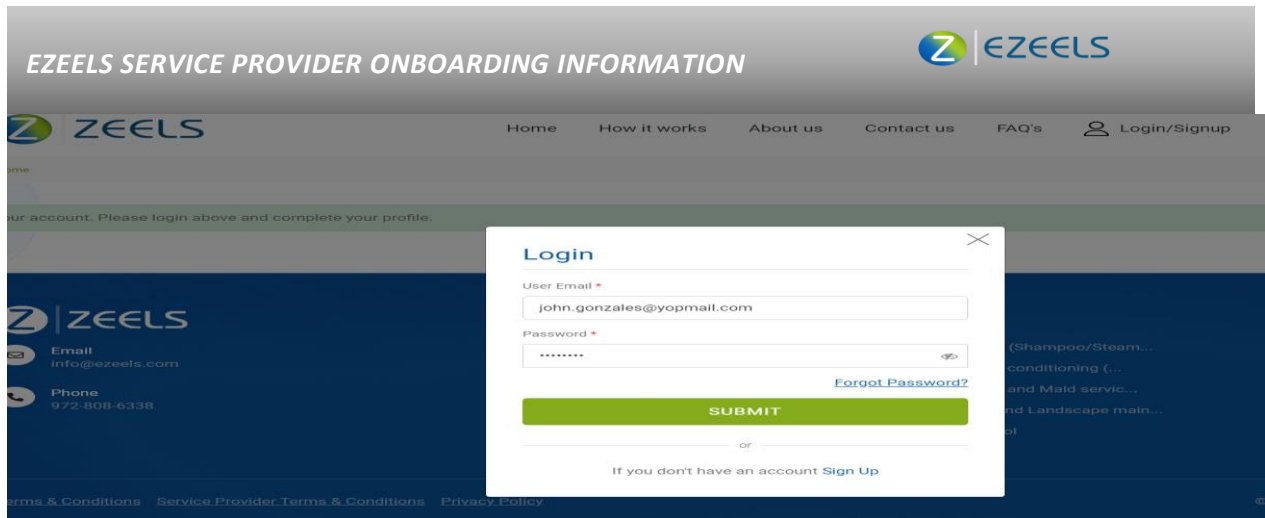 EZEELS SERVICE PROVIDER ONBOARDING INFORMATION
Z EZEELS
Z ZEELS
Home How it works About us Contact us FAQ's Login/Signup
ome
ur account. Please login above and complete your profile.
Login
User Email *
john.gonzales@yopmail.com
Password *
••••••••
Forgot Password?
SUBMIT
or
If you don't have an account Sign Up
Z ZEELS
Email
info@ezeels.com
Phone
972-808-6338
(Shampoo/Steam...
conditioning (...
and Maid servic...
nd Landscape main...
ol
erms & Conditions Service Provider Terms & Conditions Privacy Policy
©